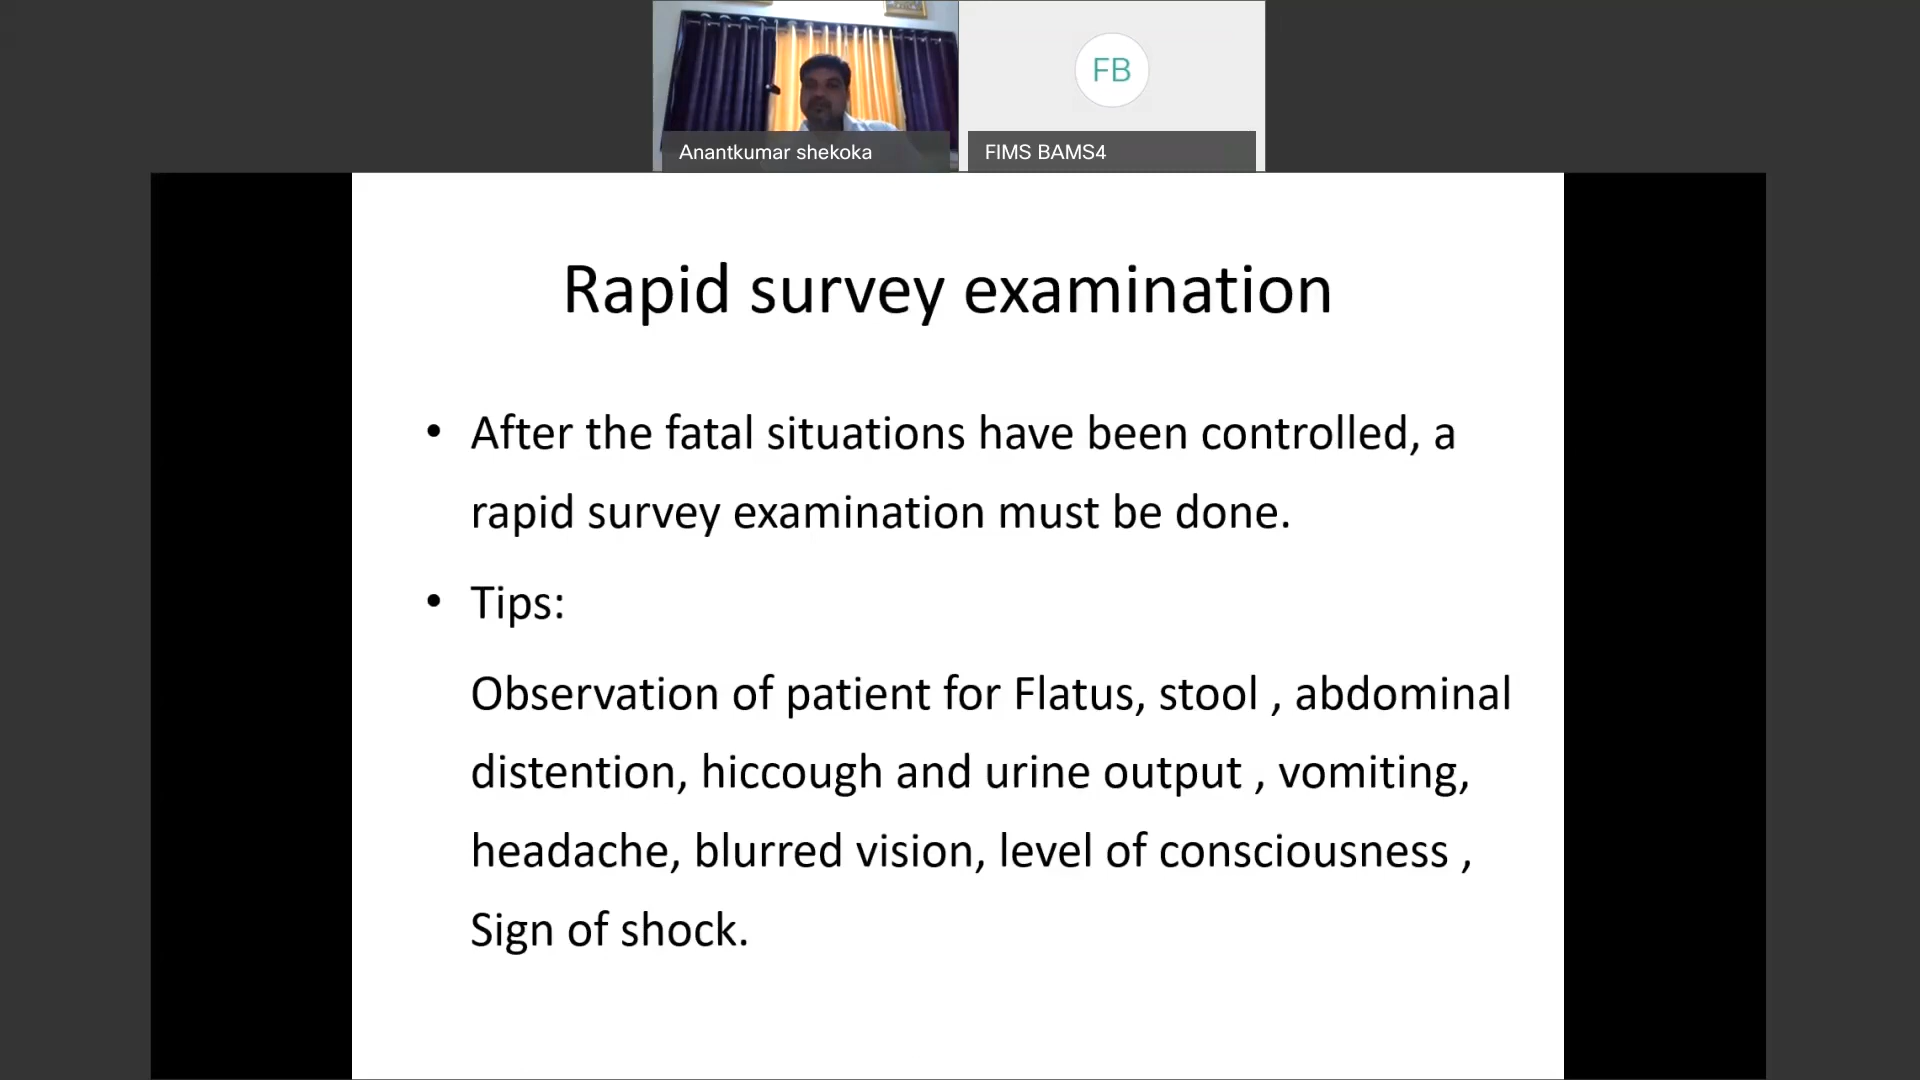 FB
Anantkumar shekoka
FIMS BAMS4
Rapid survey examination
• After the fatal situations have been controlled, a
rapid survey examination must be done.
• Tips:
Observation of patient for Flatus, stool , abdominal
distention, hiccough and urine output , vomiting,
headache, blurred vision, level of consciousness ,
Sign of shock.